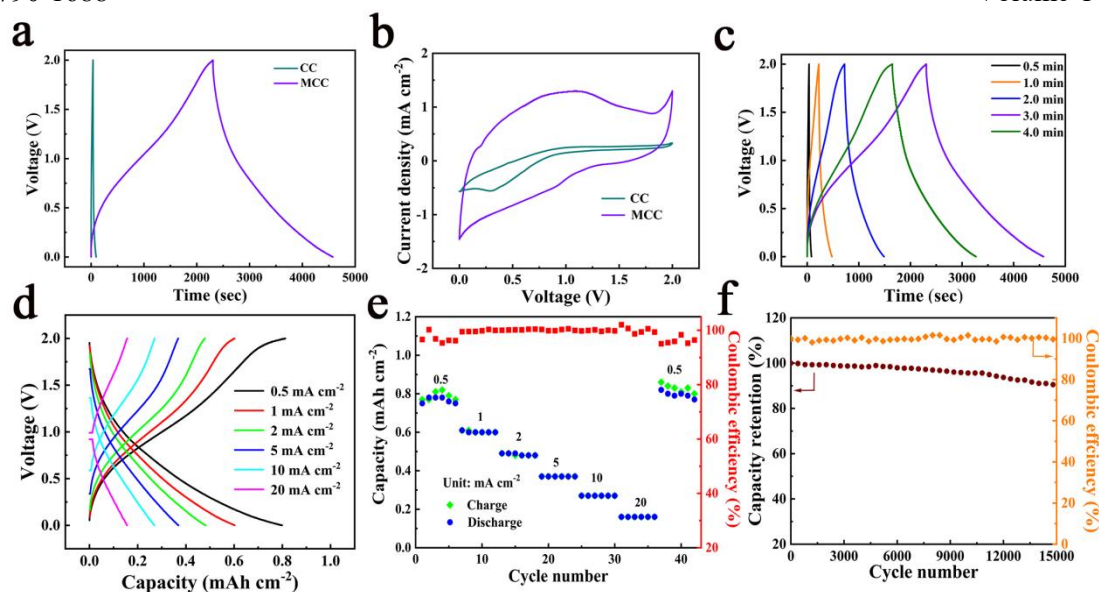 a
CC
MCC
Voltage (V)
2.0
1.5
1.0
0.5
0.0
0 1000 2000 3000 4000 5000
Time (sec)
b
CC
MCC
Current density (mA cm-2)
2
1
0
-1
-2
0.0 0.5 1.0 1.5 2.0
Voltage (V)
c
0.5 min
1.0 min
2.0 min
3.0 min
4.0 min
Voltage (V)
2.0
1.5
1.0
0.5
0.0
0 1000 2000 3000 4000 5000
Time (sec)
d
0.5 mA cm-2
1 mA cm-2
2 mA cm-2
5 mA cm-2
10 mA cm-2
20 mA cm-2
Voltage (V)
2.0
1.5
1.0
0.5
0.0
0.0 0.2 0.4 0.6 0.8 1.0
Capacity (mAh cm-2)
e
Capacity (mAh cm-2)
1.2
1.0
0.8
0.6
0.4
0.2
0.0
0.5
1
2
5
10
20
0.5
Unit: mA cm-2
Charge
Discharge
0 10 20 30 40
Cycle number
100
80
60
40
20
Coulombic efficiency (%)
f
Capacity retention (%)
120
110
100
90
80
70
60
50
40
30
20
0 3000 6000 9000 12000 15000
Cycle number
100
80
60
40
20
0
Coulombic efficiency (%)